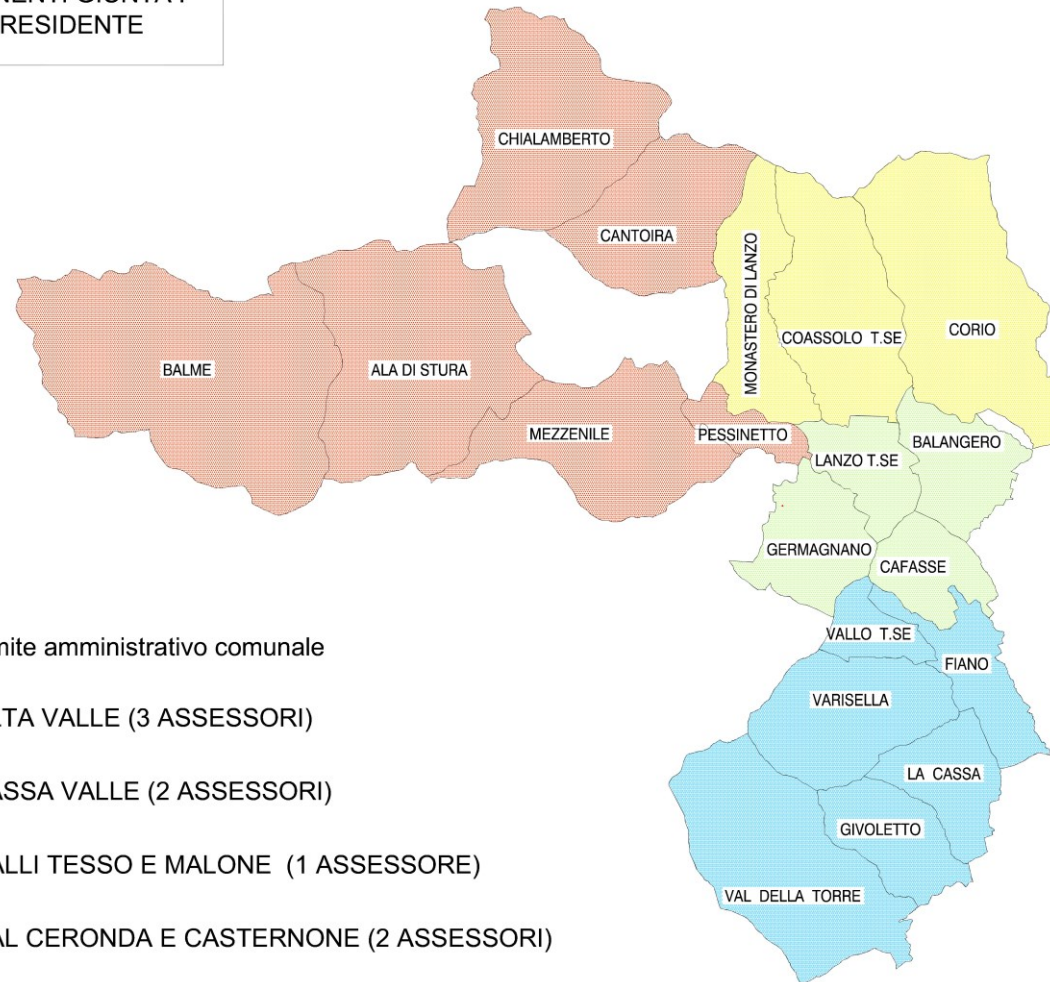 RESIDENTE
CHIALAMBERTO
CANTOIRA
MONASTERO DI LANZO
COASSOLO T.SE
CORIO
BALME
ALA DI STURA
MEZZENILE
PESSINETTO
LANZO T.SE
BALANGERO
GERMAGNANO
CAFASSE
VALLO T.SE
FIANO
VARISELLA
LA CASSA
GIVOLETTO
VAL DELLA TORRE
mite amministrativo comunale
LTA VALLE (3 ASSESSORI)
ASSA VALLE (2 ASSESSORI)
ALLI TESSO E MALONE (1 ASSESSORE)
AL CERONDA E CASTERNONE (2 ASSESSORI)